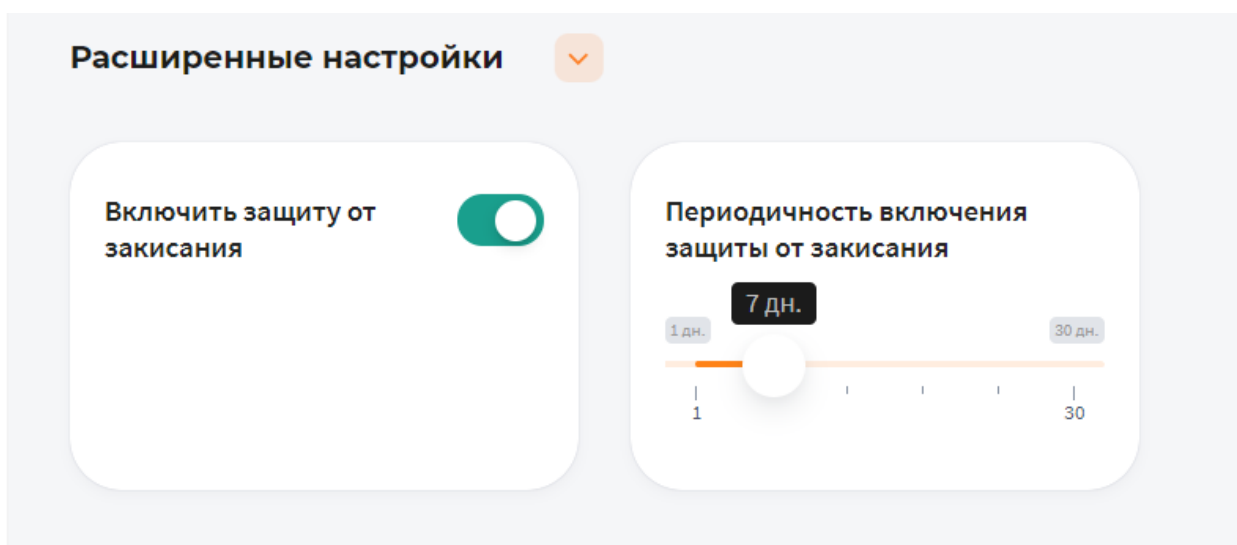 Расширенные настройки
Включить защиту от
закисания
Периодичность включения
защиты от закисания
7 дн.
1 дн.
30 дн.
1
30